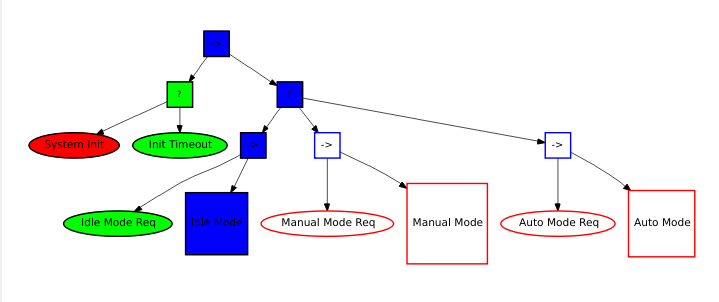 ->
?
?
System Init
Init Timeout
->
->
->
Idle Mode Req
Idle Mode
Manual Mode Req
Manual Mode
Auto Mode Req
Auto Mode